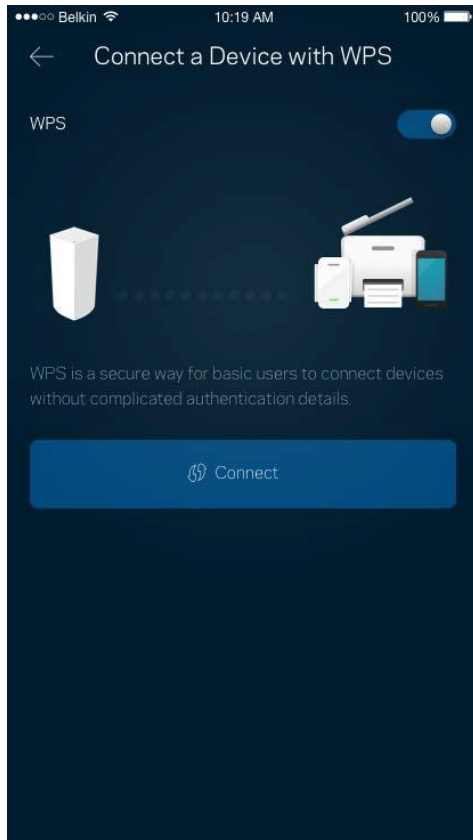 Belkin 10:19 AM 100%
Connect a Device with WPS
WPS
WPS is a secure way for basic users to connect devices
without complicated authentication details.
Connect